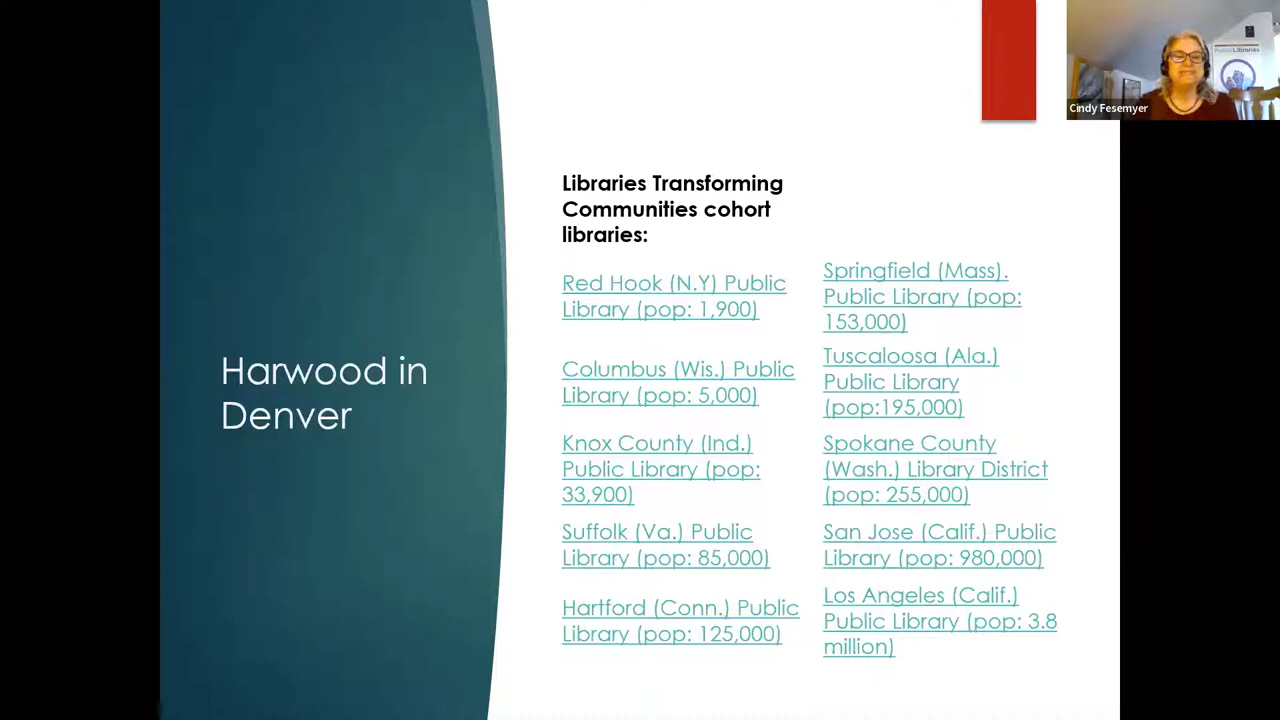 Harwood in
Denver
Libraries Transforming
Communities cohort
libraries:
Red Hook (N.Y) Public
Library (pop: 1,900)
Columbus (Wis.) Public
Library (pop: 5,000)
Knox County (Ind.)
Public Library (pop:
33,900)
Suffolk (Va.) Public
Library (pop: 85,000)
Hartford (Conn.) Public
Library (pop: 125,000)
Springfield (Mass).
Public Library (pop:
153,000)
Tuscaloosa (Ala.)
Public Library
(pop:195,000)
Spokane County
(Wash.) Library District
(pop: 255,000)
San Jose (Calif.) Public
Library (pop: 980,000)
Los Angeles (Calif.)
Public Library (pop: 3.8
million)
Cindy Fesemyer